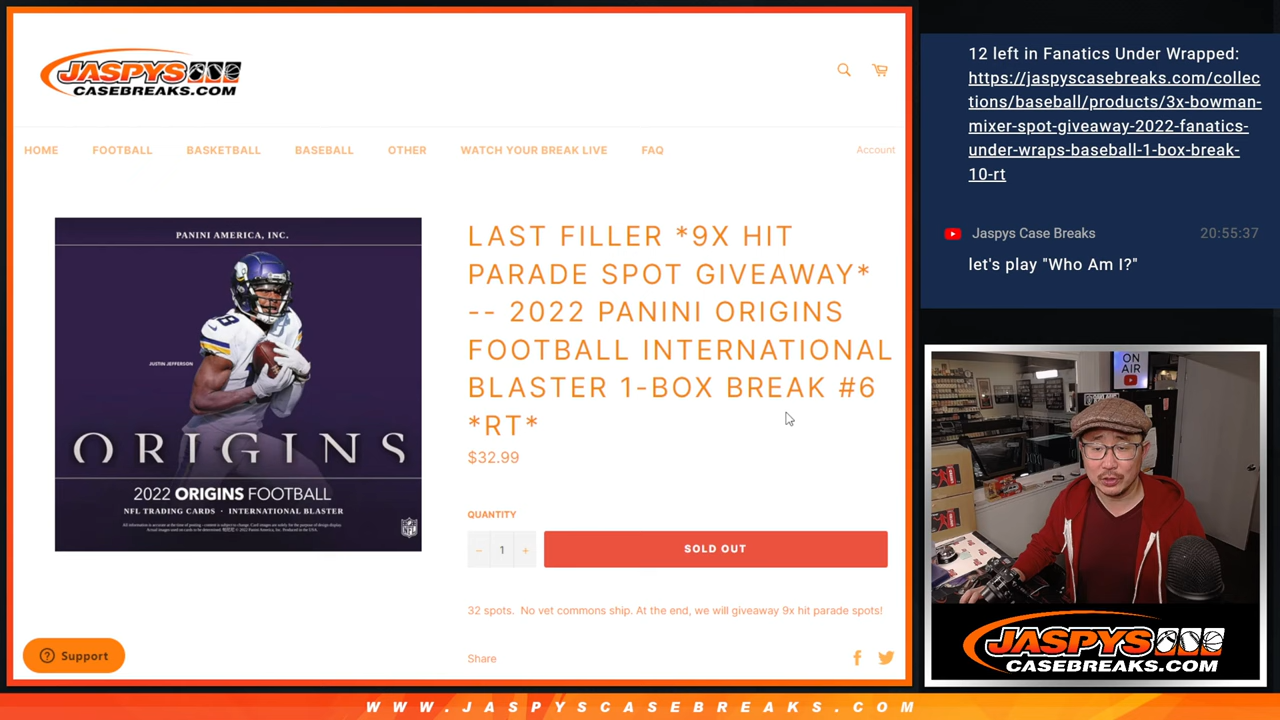 JASPYS
CASEBREAKS.COM
HOME
FOOTBALL
BASKETBALL
BASEBALL
OTHER
WATCH YOUR BREAK LIVE
FAQ
Account
PANINI AMERICA, INC.
JUSTIN JEFFERSON
ORIGINS
2022 ORIGINS FOOTBALL
NFL TRADING CARDS · INTERNATIONAL BLASTER
NFL
LAST FILLER *9X HIT
PARADE SPOT GIVEAWAY*
-- 2022 PANINI ORIGINS
FOOTBALL INTERNATIONAL
BLASTER 1-BOX BREAK #6
*RT*
$32.99
QUANTITY
− 1 +
SOLD OUT
32 spots. No vet commons ship. At the end, we will giveaway 9x hit parade spots!
Share
Support
12 left in Fanatics Under Wrapped:
https://jaspyscasebreaks.com/collec
tions/baseball/products/3x-bowman-
mixer-spot-giveaway-2022-fanatics-
under-wraps-baseball-1-box-break-
10-rt
Jaspys Case Breaks 20:55:37
let's play "Who Am I?"
ON
AIR
JASPYS
CASEBREAKS.COM
WWW.JASPYSCASEBREAKS.COM